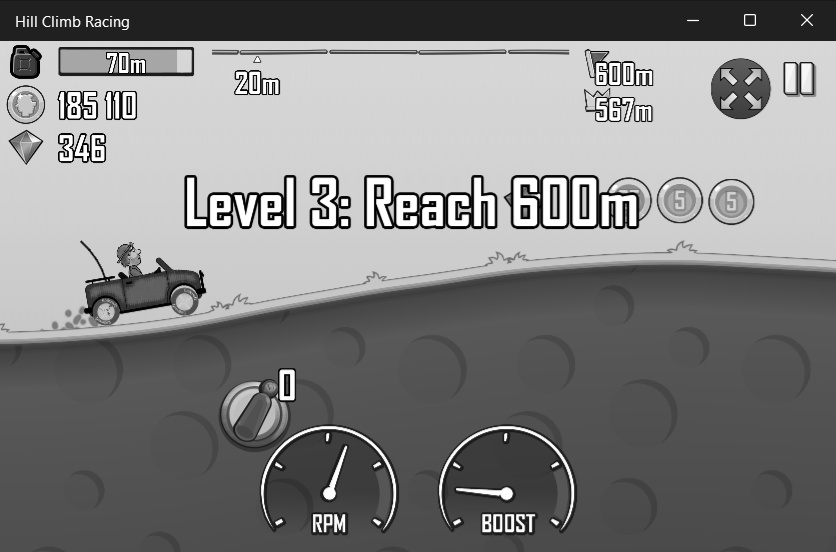 Hill Climb Racing
70m
20m
600m
567m
185 110
346
Level 3: Reach 600m
5 5
0
RPM
BOOST